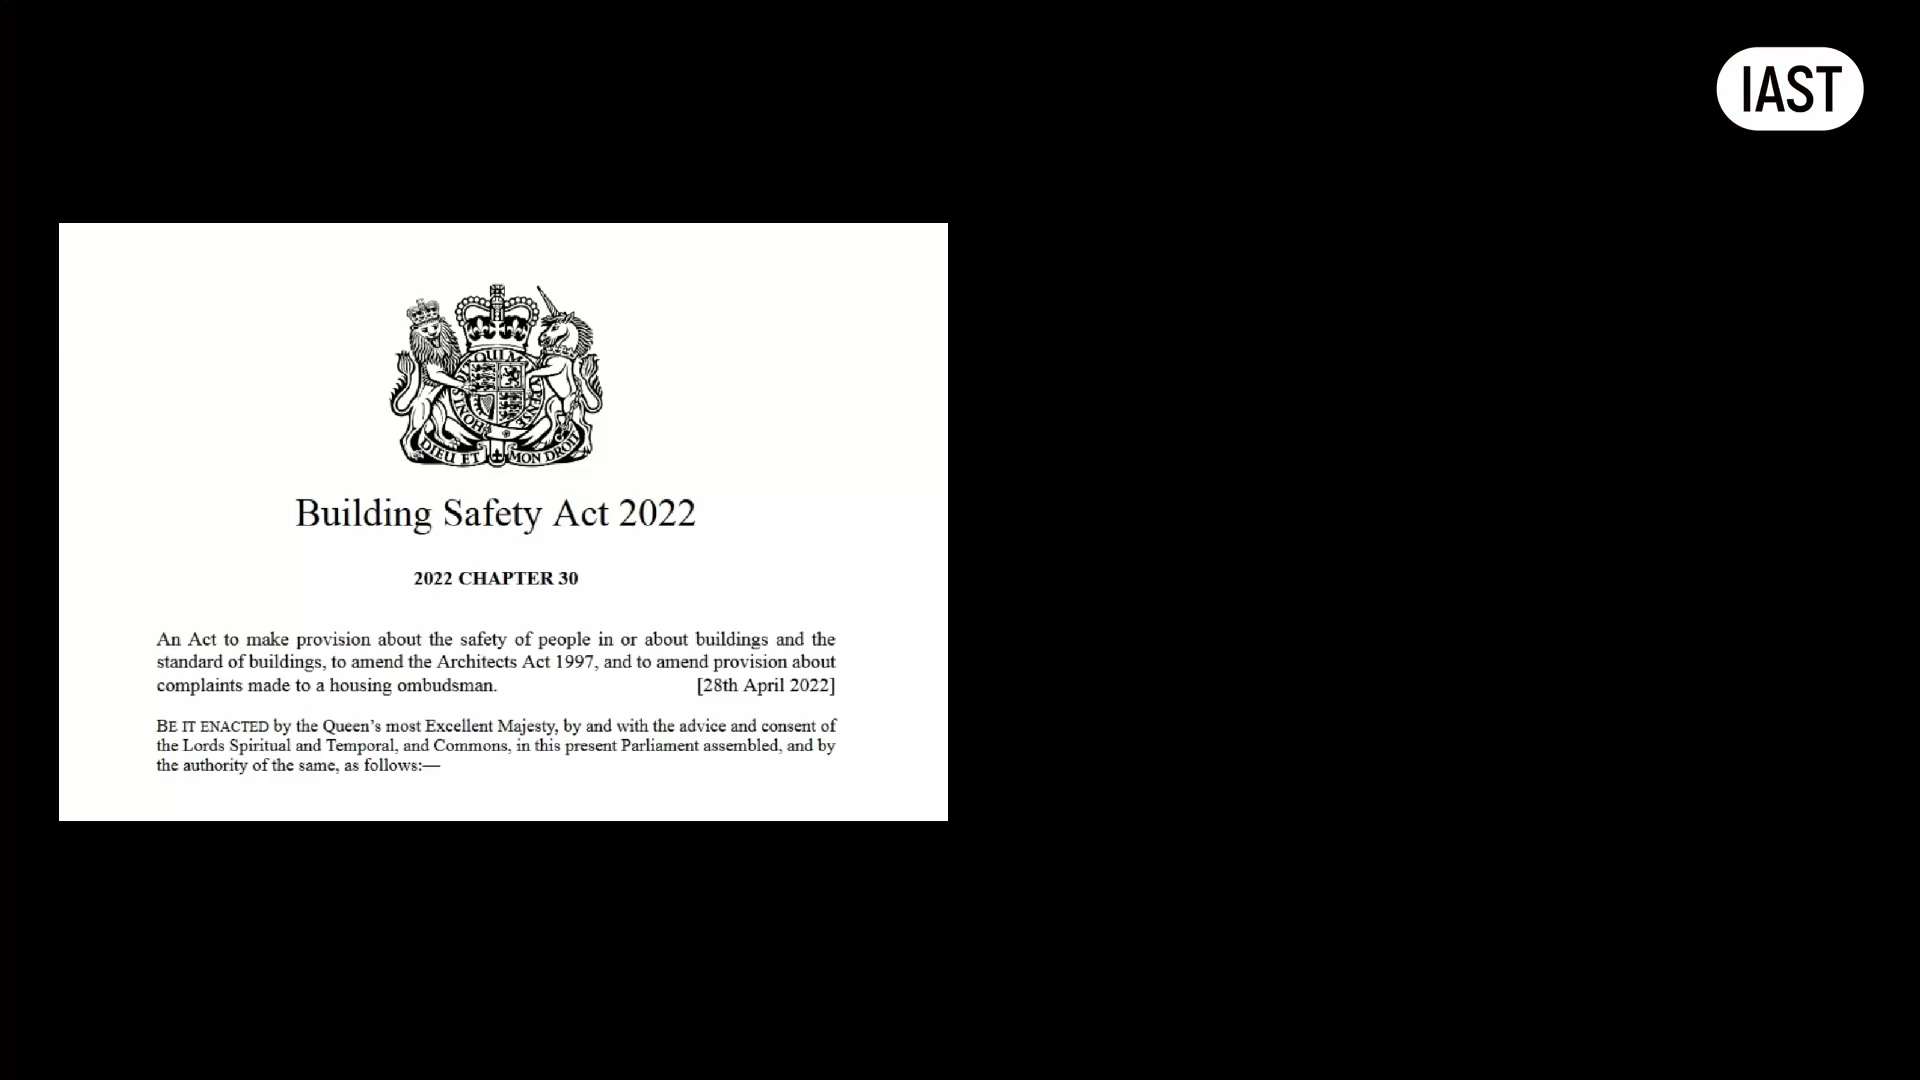 IAST
QUI M
HONI
DIEU ET MON DROIT
Building Safety Act 2022
2022 CHAPTER 30
An Act to make provision about the safety of people in or about buildings and the
standard of buildings, to amend the Architects Act 1997, and to amend provision about
complaints made to a housing ombudsman. [28th April 2022]
BE IT ENACTED by the Queen’s most Excellent Majesty, by and with the advice and consent of
the Lords Spiritual and Temporal, and Commons, in this present Parliament assembled, and by
the authority of the same, as follows:—